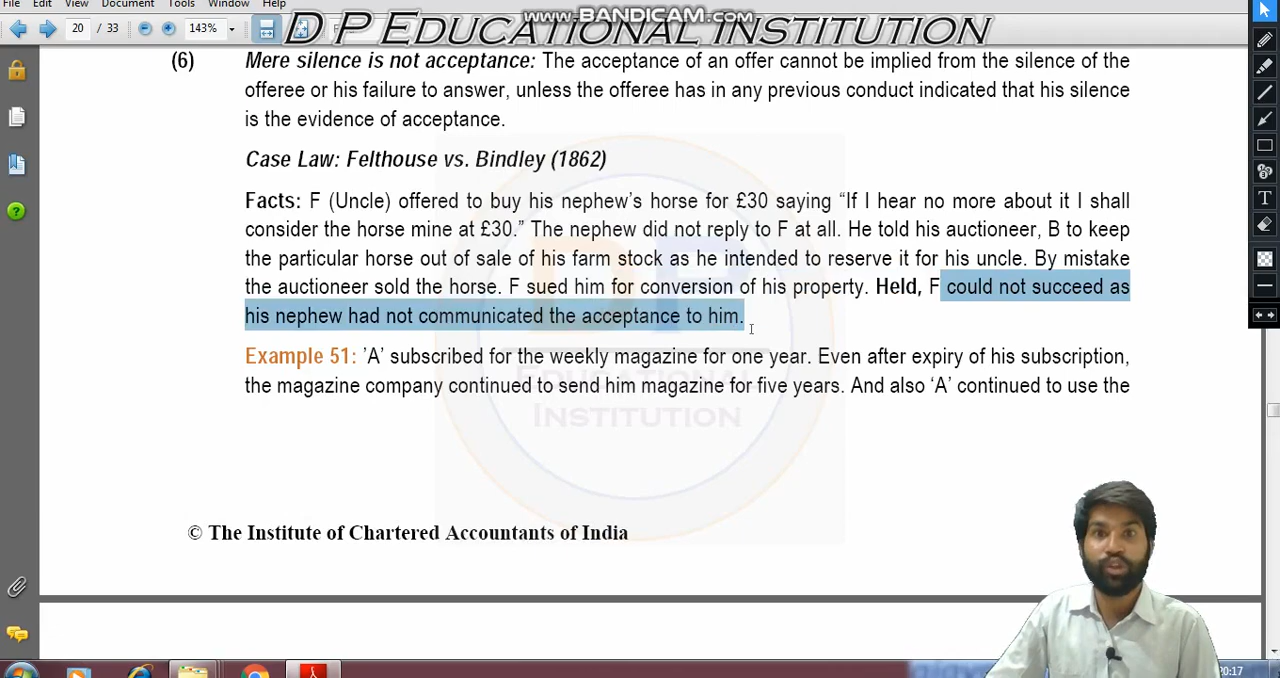 File Edit View Document Tools Window Help
www.BANDICAM.com
D P EDUCATIONAL INSTITUTION
20 / 33 143%
(6) Mere silence is not acceptance: The acceptance of an offer cannot be implied from the silence of the
offeree or his failure to answer, unless the offeree has in any previous conduct indicated that his silence
is the evidence of acceptance.
Case Law: Felthouse vs. Bindley (1862)
Facts: F (Uncle) offered to buy his nephew's horse for £30 saying “If I hear no more about it I shall
consider the horse mine at £30.” The nephew did not reply to F at all. He told his auctioneer, B to keep
the particular horse out of sale of his farm stock as he intended to reserve it for his uncle. By mistake
the auctioneer sold the horse. F sued him for conversion of his property. Held, F could not succeed as
his nephew had not communicated the acceptance to him.
Example 51: ’A’ subscribed for the weekly magazine for one year. Even after expiry of his subscription,
the magazine company continued to send him magazine for five years. And also ‘A’ continued to use the
EDUCATIONAL
INSTITUTION
© The Institute of Chartered Accountants of India
20:17